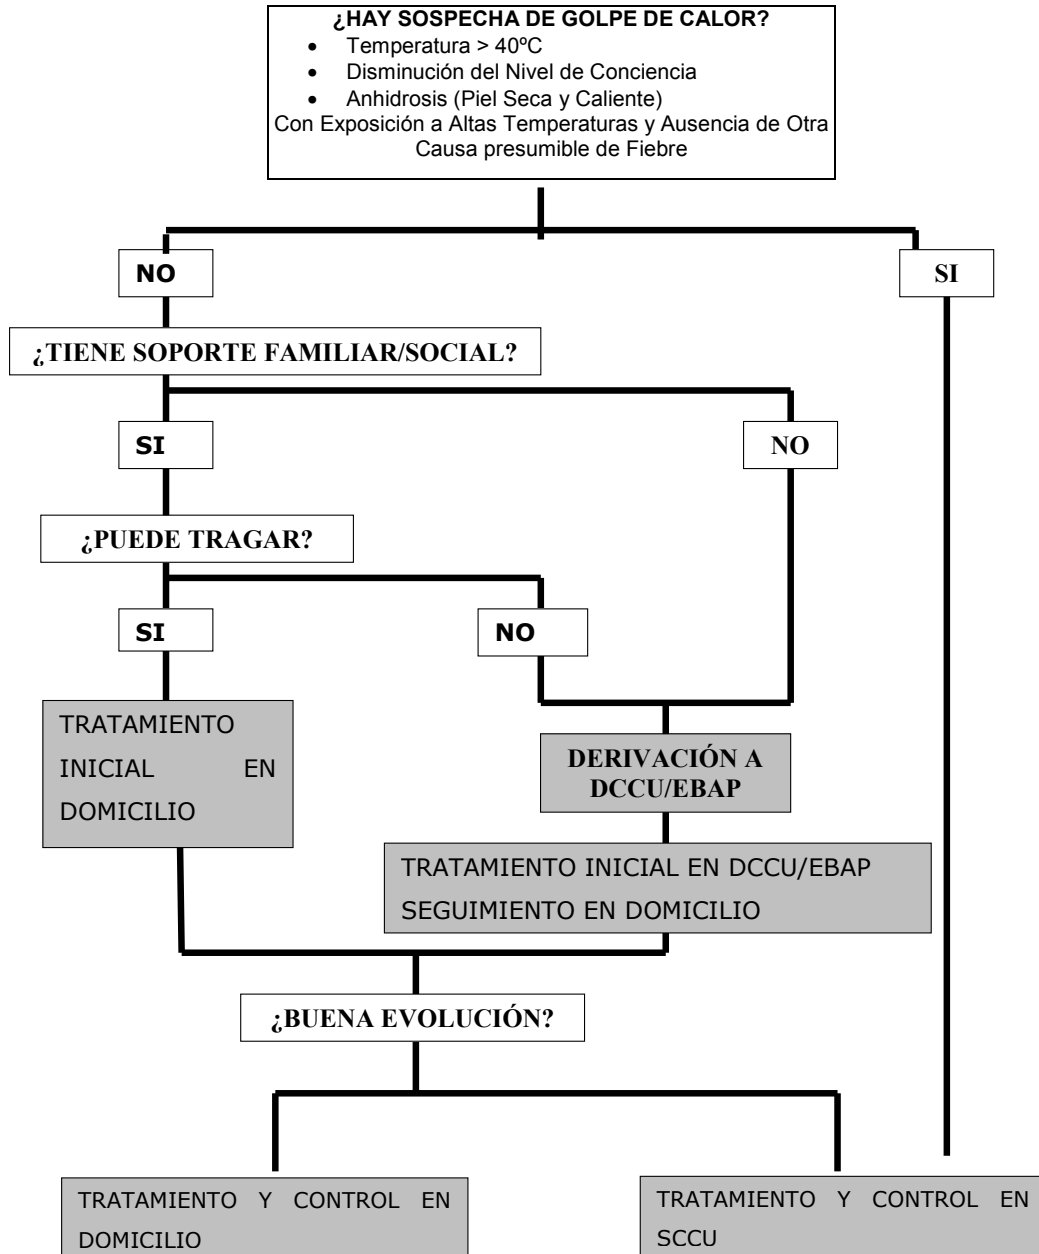 ¿HAY SOSPECHA DE GOLPE DE CALOR?
• Temperatura > 40ºC
• Disminución del Nivel de Conciencia
• Anhidrosis (Piel Seca y Caliente)
Con Exposición a Altas Temperaturas y Ausencia de Otra
Causa presumible de Fiebre
NO
SI
¿TIENE SOPORTE FAMILIAR/SOCIAL?
SI
NO
¿PUEDE TRAGAR?
SI
NO
TRATAMIENTO
INICIAL EN
DOMICILIO
DERIVACIÓN A
DCCU/EBAP
TRATAMIENTO INICIAL EN DCCU/EBAP
SEGUIMIENTO EN DOMICILIO
¿BUENA EVOLUCIÓN?
TRATAMIENTO Y CONTROL EN
DOMICILIO
TRATAMIENTO Y CONTROL EN
SCCU